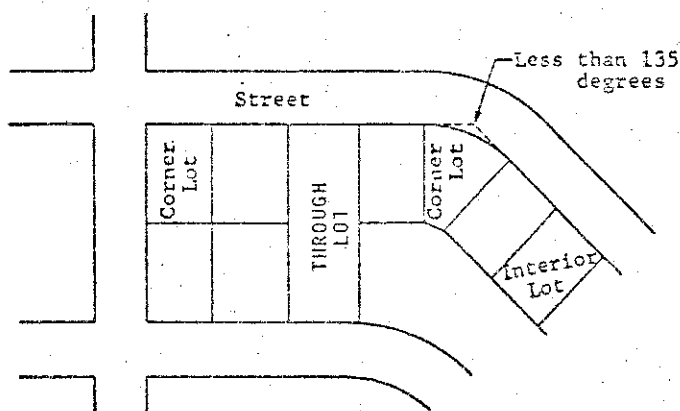 Less than 135
degrees
Street
Corner
Lot
THROUGH
LOT
Corner
Lot
Interior
Lot